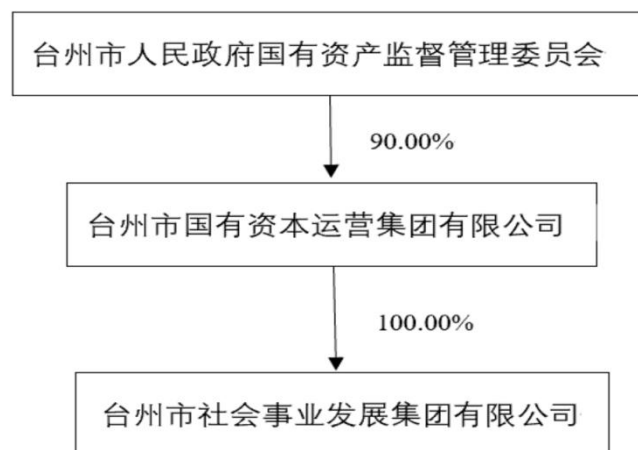 台州市人民政府国有资产监督管理委员会
90.00%
台州市国有资本运营集团有限公司
100.00%
台州市社会事业发展集团有限公司